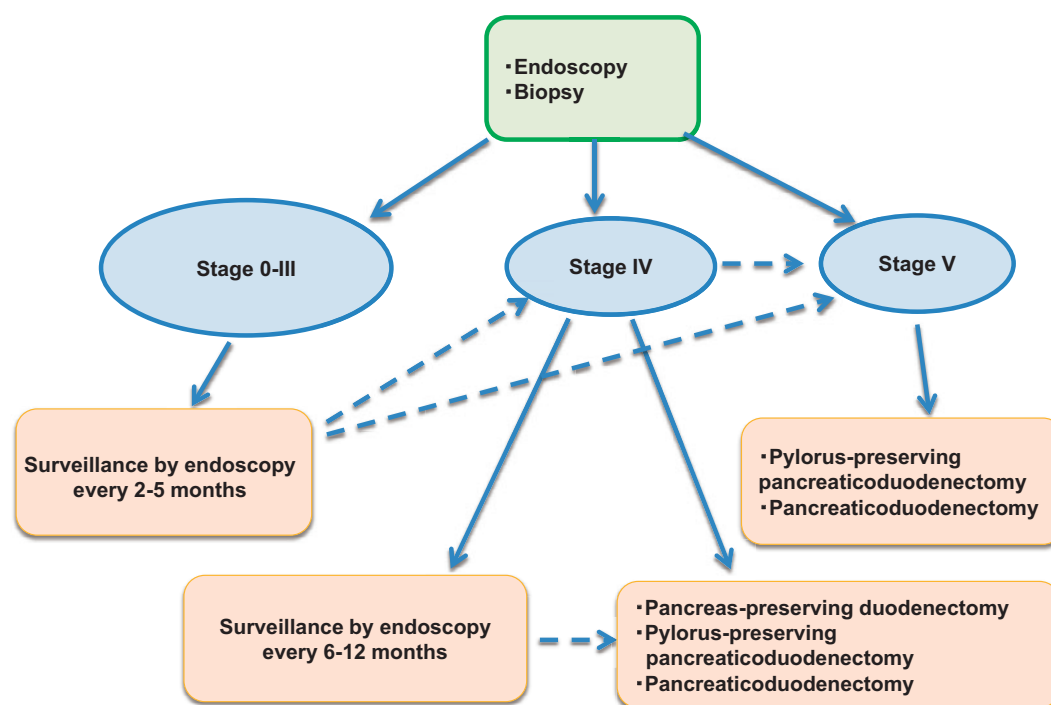 ・Endoscopy
・Biopsy
Stage 0-III
Stage IV
Stage V
Surveillance by endoscopy
every 2-5 months
・Pylorus-preserving
pancreaticoduodenectomy
・Pancreaticoduodenectomy
Surveillance by endoscopy
every 6-12 months
・Pancreas-preserving duodenectomy
・Pylorus-preserving
pancreaticoduodenectomy
・Pancreaticoduodenectomy